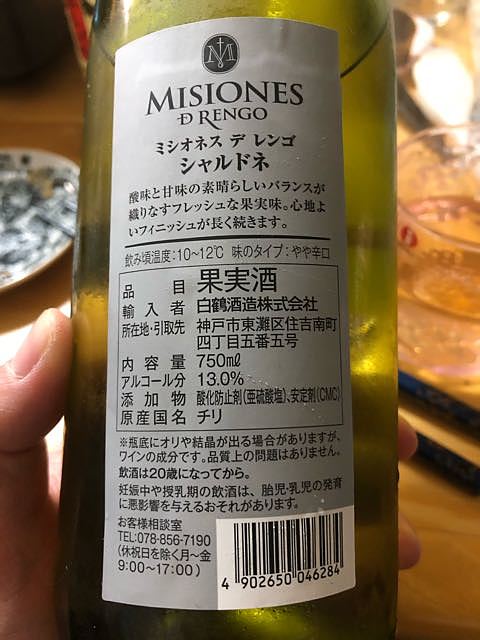 M
MISIONES
D RENGO
ミシオネス デ レンゴ
シャルドネ
酸味と甘味の素晴らしいバランスが
織りなすフレッシュな果実味。心地よ
いフィニッシュが長く続きます。
飲み頃温度:10~12℃ 味のタイプ:やや辛口
品目 果実酒
輸入者 白鶴酒造株式会社
所在地・引取先 神戸市東灘区住吉南町
四丁目五番五号
内容量 750mℓ
アルコール分 13.0%
添加物 酸化防止剤(亜硫酸塩)、安定剤(CMC)
原産国名 チリ
※瓶底にオリや結晶が出る場合がありますが、
ワインの成分です。品質上の問題はありません。
飲酒は20歳になってから。
妊娠中や授乳期の飲酒は、胎児・乳児の発育
に悪影響を与えるおそれがあります。
お客様相談室
TEL:078-856-7190
(休祝日を除く月~金
9:00~17:00)
4 902650 046284